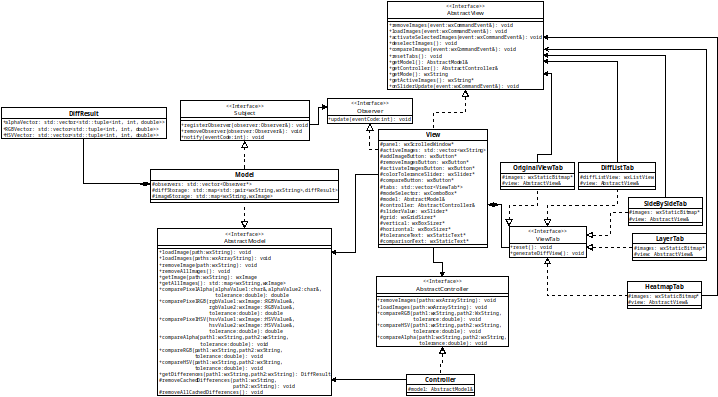 <<Interface>>
AbstractView
+removeImages(event:wxCommandEvent&): void
+loadImages(event:wxCommandEvent&): void
+activateSelectedImages(event:wxCommandEvent&): void
+deselectImages(): void
+compareImages(event:wxCommandEvent&): void
+resetTabs(): void
+getModel(): AbstractModel&
+getController(): AbstractController&
+getMode(): wxString
+getActiveImages(): wxString*
+onSliderUpdate(event:wxCommandEvent&): void
DiffResult
+alphaVector: std::vector<std::tuple<int, int, double>>
+RGBVector: std::vector<std::tuple<int, int, double>>
+HSVVector: std::vector<std::tuple<int, int, double>>
<<Interface>>
Subject
+registerObserver(observer:Observer&): void
+removeObserver(observer:Observer&): void
+notify(eventCode:int): void
<<Interface>>
Observer
+update(eventCode:int): void
Model
#observers: std::vector<Observer*>
#diffStorage: std::map<std::pair<wxString,wxString>,diffResult>
#imageStorage: std::map<wxString,wxImage>
View
#panel: wxScrolledWindow*
#activeImages: std::vector<wxString>
#addImageButton: wxButton*
#removeImagesButton: wxButton*
#activateImagesButton: wxButton*
#colorToleranceSlider: wxSlider*
#compareButton: wxButton*
#tabs: std::vector<ViewTab*>
#modeSelector: wxComboBox*
#model: AbstractModel&
#controller: AbstractController&
#sliderValue: wxSlider*
#grid: wxGridSizer*
#vertical: wxBoxSizer*
#horizontal: wxBoxSizer*
#toleranceText: wxStaticText*
#comparisonText: wxStaticText*
OriginalViewTab
#images: wxStaticBitmap*
#view: AbstractView&
DiffListTab
#diffListView: wxListView
#view: AbstractView&
SideBySideTab
#images: wxStaticBitmap*
#view: AbstractView&
<<Interface>>
ViewTab
+reset(): void
+generateDiffView(): void
LayerTab
#images: wxStaticBitmap*
#view: AbstractView&
HeatmapTab
#images: wxStaticBitmap*
#view: AbstractView&
<<Interface>>
AbstractModel
+loadImage(path:wxString): void
+loadImages(paths:wxArrayString): void
+removeImage(path:wxString): void
+removeAllImages(): void
+getImage(path:wxString): wxImage
+getAllImages(): std::map<wxString,wxImage>
+comparePixelAlpha(alphaValue1:char&,alphaValue2:char&,
tolerance:double): double
+comparePixelRGB(rgbValue1:wxImage:RGBValue&,
rgbValue2:wxImage:RGBValue&,
tolerance:double): double
+comparePixelHSV(hsvValue1:wxImage:HSVValue&,
hsvValue2:wxImage:HSVValue&,
tolerance:double): double
+compareAlpha(path1:wxString,path2:wxString,
tolerance:double): void
+compareRGB(path1:wxString,path2:wxString,
tolerance:double): void
+compareHSV(path1:wxString,path2:wxString,
tolerance:double): void
+getDifferences(path1:wxString,path2:wxString): DiffResult
#removeCachedDifferences(path1:wxString,
path2:wxString): void
#removeAllCachedDifferences(): void
<<Interface>>
AbstractController
+removeImages(paths:wxArrayString): void
+loadImages(paths:wxArrayString): void
+compareRGB(path1:wxString,path2:wxString,
tolerance:double): void
+compareHSV(path1:wxString,path2:wxString,
tolerance:double): void
+compareAlpha(path1:wxString,path2:wxString,
tolerance:double): void
Controller
#model: AbstractModel&